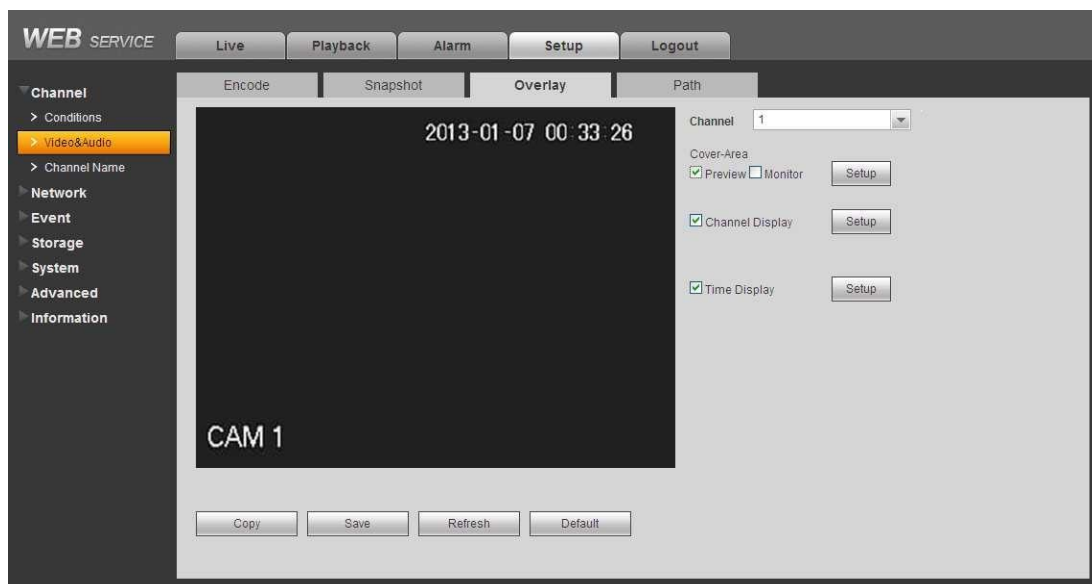 WEB SERVICE
Live Playback Alarm Setup Logout
Encode Snapshot Overlay Path
Channel
> Conditions
> Video&Audio
> Channel Name
Network
Event
Storage
System
Advanced
Information
2013-01-07 00:33:26
CAM 1
Channel 1
Cover-Area
Preview Monitor Setup
Channel Display Setup
Time Display Setup
Copy Save Refresh Default